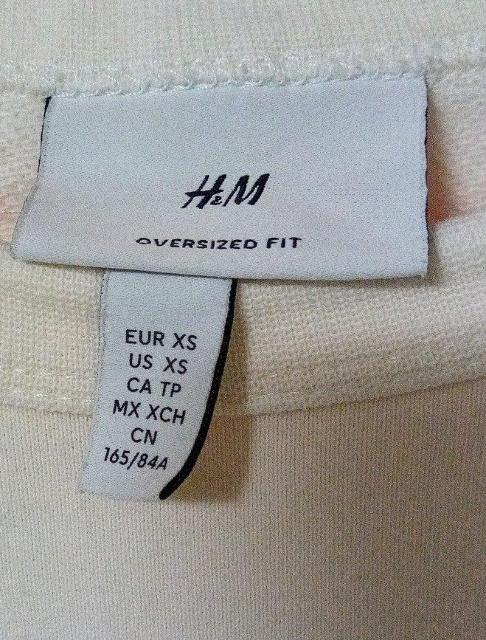 H&M
OVERSIZED FIT
EUR XS
US XS
CA TP
MX XCH
CN
165/84A